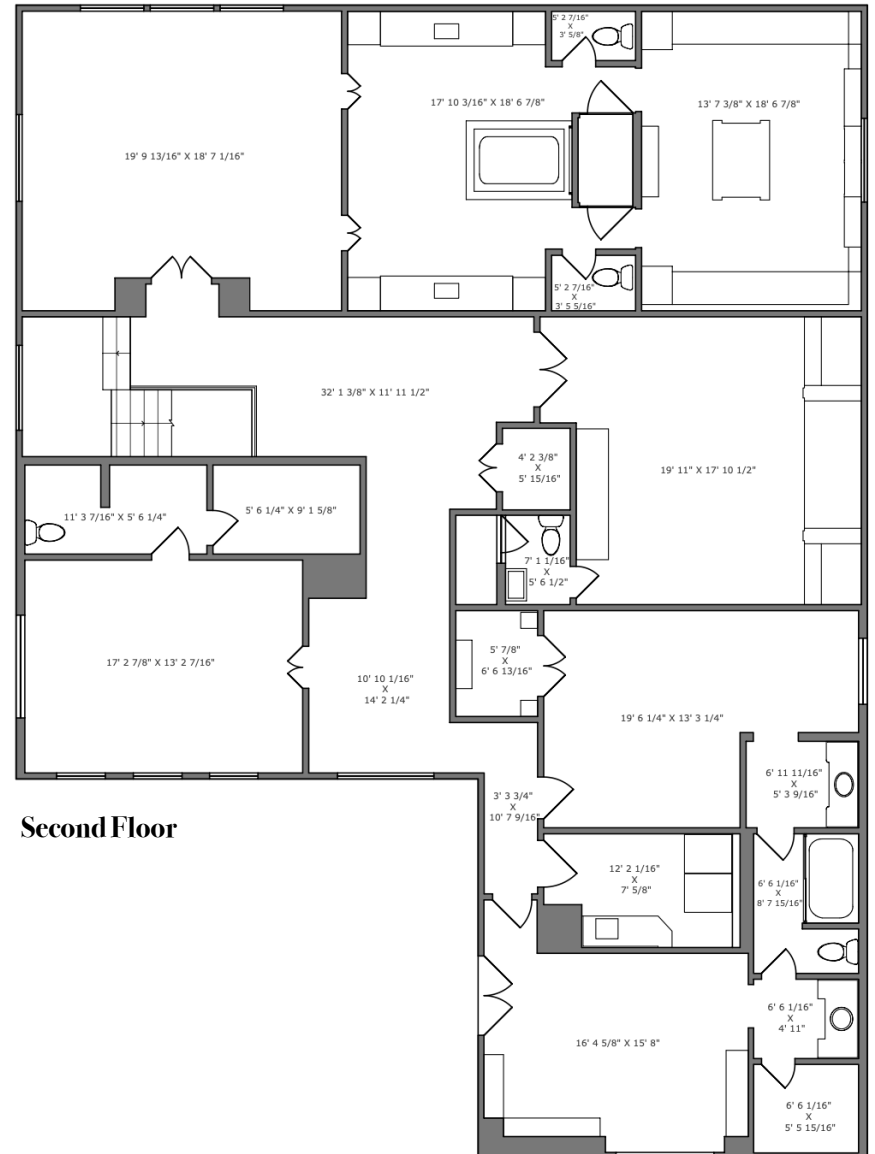 5' 2 7/16"
X
3' 5/8"
17' 10 3/16" X 18' 6 7/8"
13' 7 3/8" X 18' 6 7/8"
19' 9 13/16" X 18' 7 1/16"
5' 2 7/16"
X
3' 5 5/16"
32' 1 3/8" X 11' 11 1/2"
4' 2 3/8"
X
5' 15/16"
19' 11" X 17' 10 1/2"
11' 3 7/16" X 5' 6 1/4"
5' 6 1/4" X 9' 1 5/8"
7' 1 1/16"
X
5' 6 1/2"
17' 2 7/8" X 13' 2 7/16"
10' 10 1/16"
X
14' 2 1/4"
5' 7/8"
X
6' 6 13/16"
19' 6 1/4" X 13' 3 1/4"
6' 11 11/16"
X
5' 3 9/16"
3' 3 3/4"
X
10' 7 9/16"
Second Floor
12' 2 1/16"
X
7' 5/8"
6' 6 1/16"
X
8' 7 15/16"
6' 6 1/16"
X
4' 11"
16' 4 5/8" X 15' 8"
6' 6 1/16"
X
5' 5 15/16"